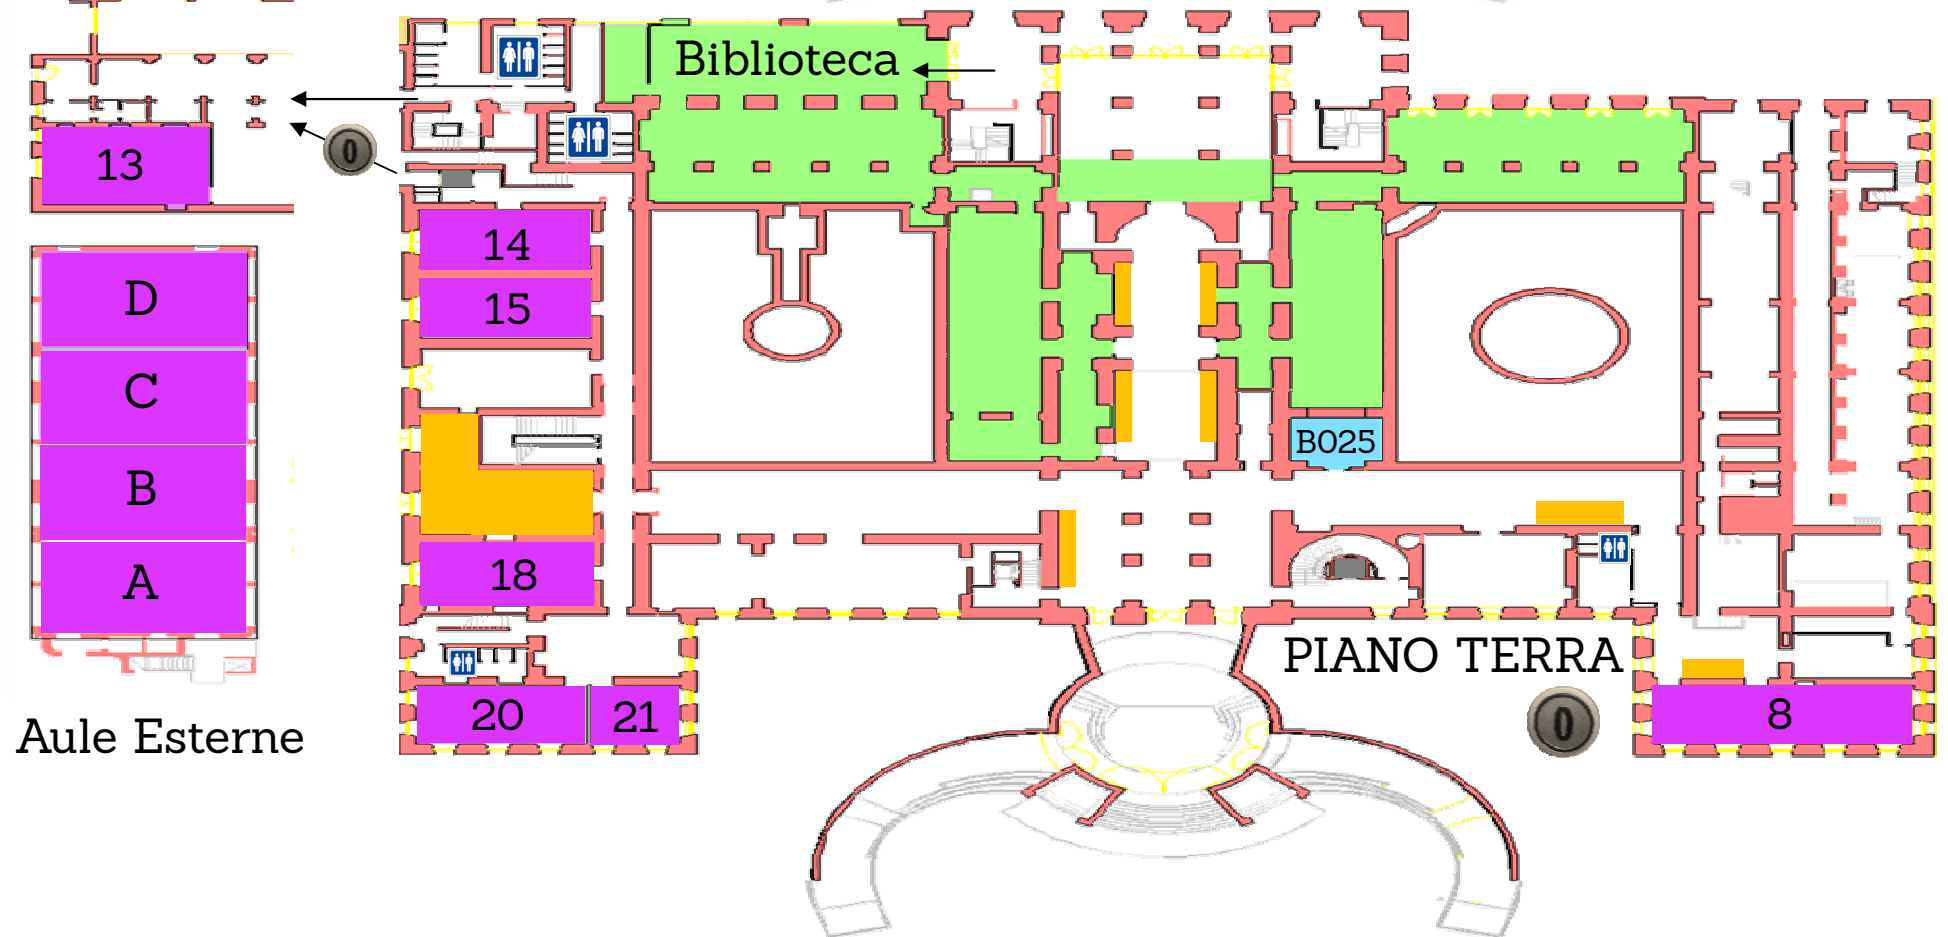 Biblioteca
0
13
14
15
D
C
B
A
B025
18
PIANO TERRA
20
21
0
8
Aule Esterne